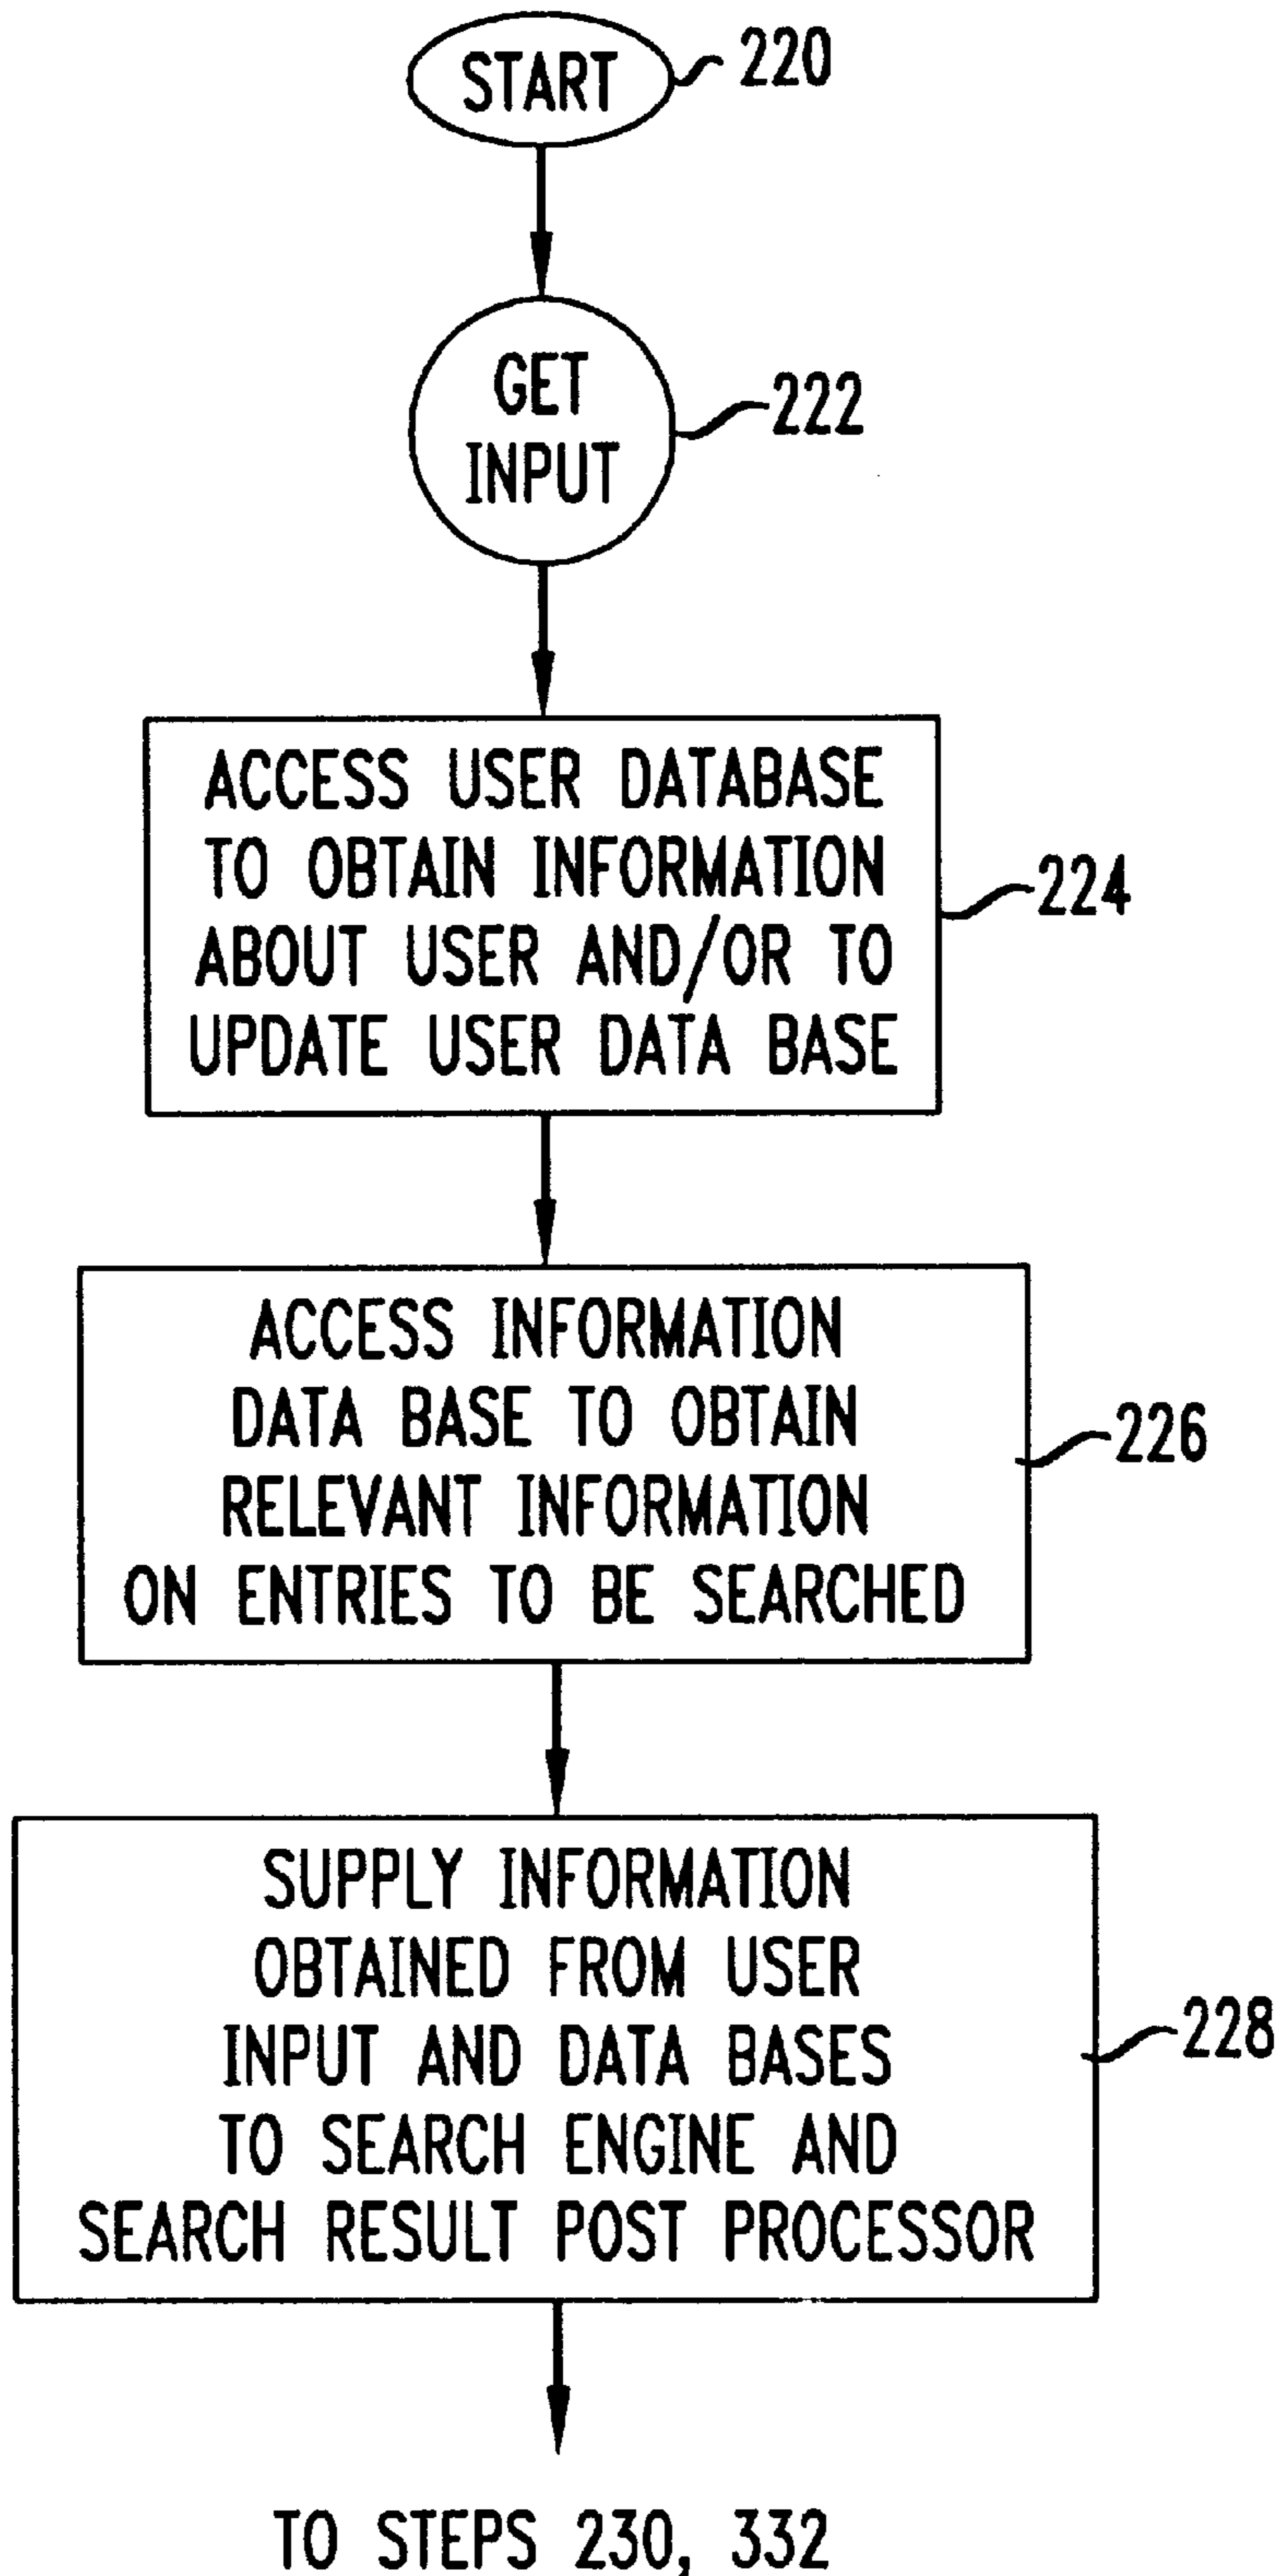 START
220
GET
INPUT
222
ACCESS USER DATABASE
TO OBTAIN INFORMATION
ABOUT USER AND/OR TO
UPDATE USER DATA BASE
224
ACCESS INFORMATION
DATA BASE TO OBTAIN
RELEVANT INFORMATION
ON ENTRIES TO BE SEARCHED
226
SUPPLY INFORMATION
OBTAINED FROM USER
INPUT AND DATA BASES
TO SEARCH ENGINE AND
SEARCH RESULT POST PROCESSOR
228
TO STEPS 230, 332